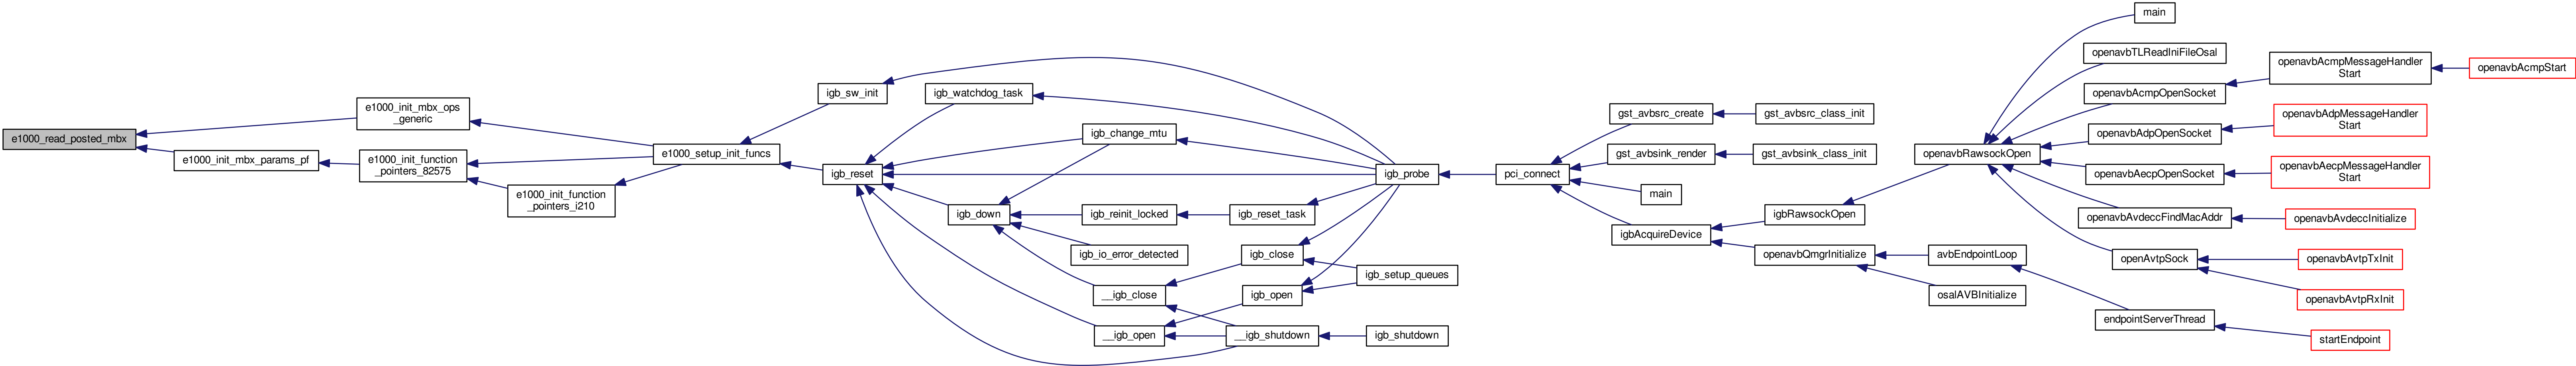 e1000_read_posted_mbx
e1000_init_mbx_ops
_generic
e1000_init_mbx_params_pf
e1000_init_function
_pointers_82575
e1000_init_function
_pointers_i210
e1000_setup_init_funcs
igb_sw_init
igb_reset
igb_watchdog_task
igb_change_mtu
igb_down
igb_reinit_locked
igb_io_error_detected
__igb_close
__igb_open
igb_reset_task
igb_close
igb_open
__igb_shutdown
igb_probe
igb_setup_queues
igb_shutdown
pci_connect
gst_avbsrc_create
gst_avbsink_render
main
igbAcquireDevice
gst_avbsrc_class_init
gst_avbsink_class_init
igbRawsockOpen
openavbQmgrInitialize
openavbRawsockOpen
avbEndpointLoop
osalAVBInitialize
main
openavbTLReadIniFileOsal
openavbAcmpOpenSocket
openavbAdpOpenSocket
openavbAecpOpenSocket
openavbAvdeccFindMacAddr
openAvtpSock
endpointServerThread
openavbAcmpMessageHandler
Start
openavbAdpMessageHandler
Start
openavbAecpMessageHandler
Start
openavbAvdeccInitialize
openavbAvtpTxInit
openavbAvtpRxInit
startEndpoint
openavbAcmpStart